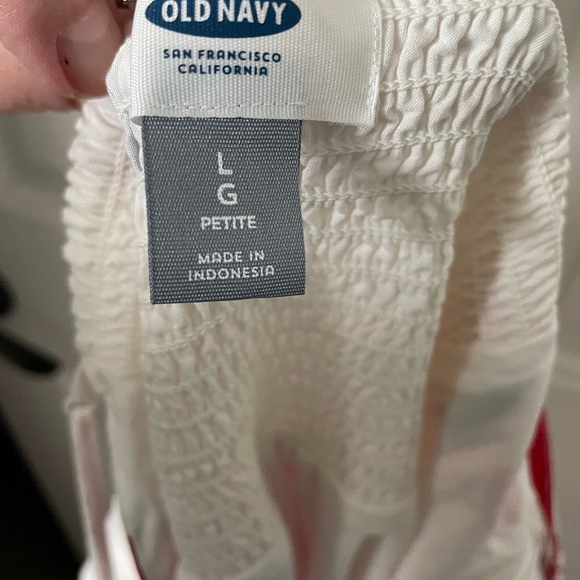 OLD NAVY
SAN FRANCISCO
CALIFORNIA
L
G
PETITE
MADE IN
INDONESIA